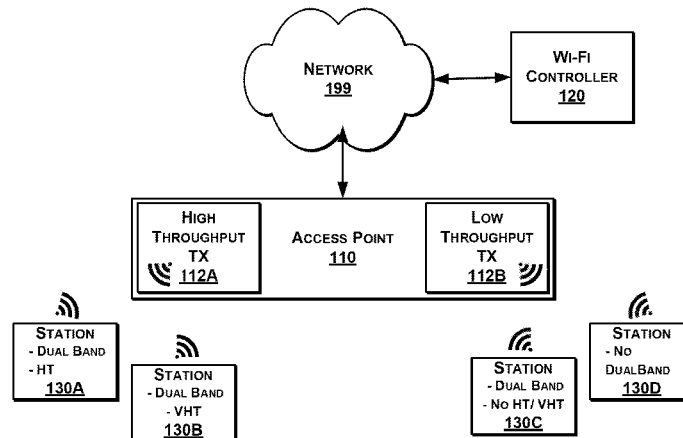 NETWORK
199
WI-FI
CONTROLLER
120
HIGH
THROUGHPUT
TX
112A
ACCESS POINT
110
LOW
THROUGHPUT
TX
112B
STATION
- DUAL BAND
- HT
130A
STATION
- DUAL BAND
- VHT
130B
STATION
- DUAL BAND
- NO HT/ VHT
130C
STATION
- NO
DUALBAND
130D